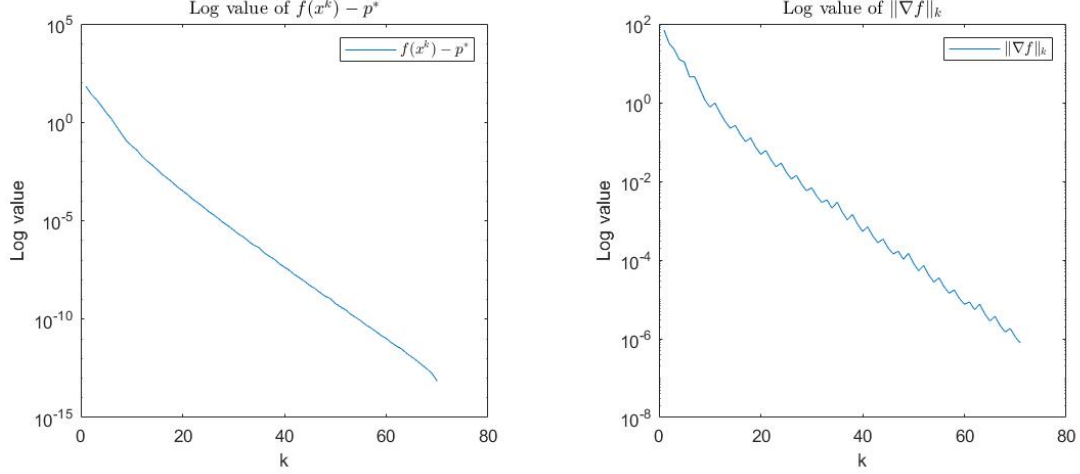 Log value of f(x^k) − p*
10^5
10^0
10^-5
10^-10
10^-15
Log value
0 20 40 60 80
k
f(x^k) − p*
Log value of ‖∇f‖_k
10^2
10^0
10^-2
10^-4
10^-6
10^-8
Log value
0 20 40 60 80
k
‖∇f‖_k